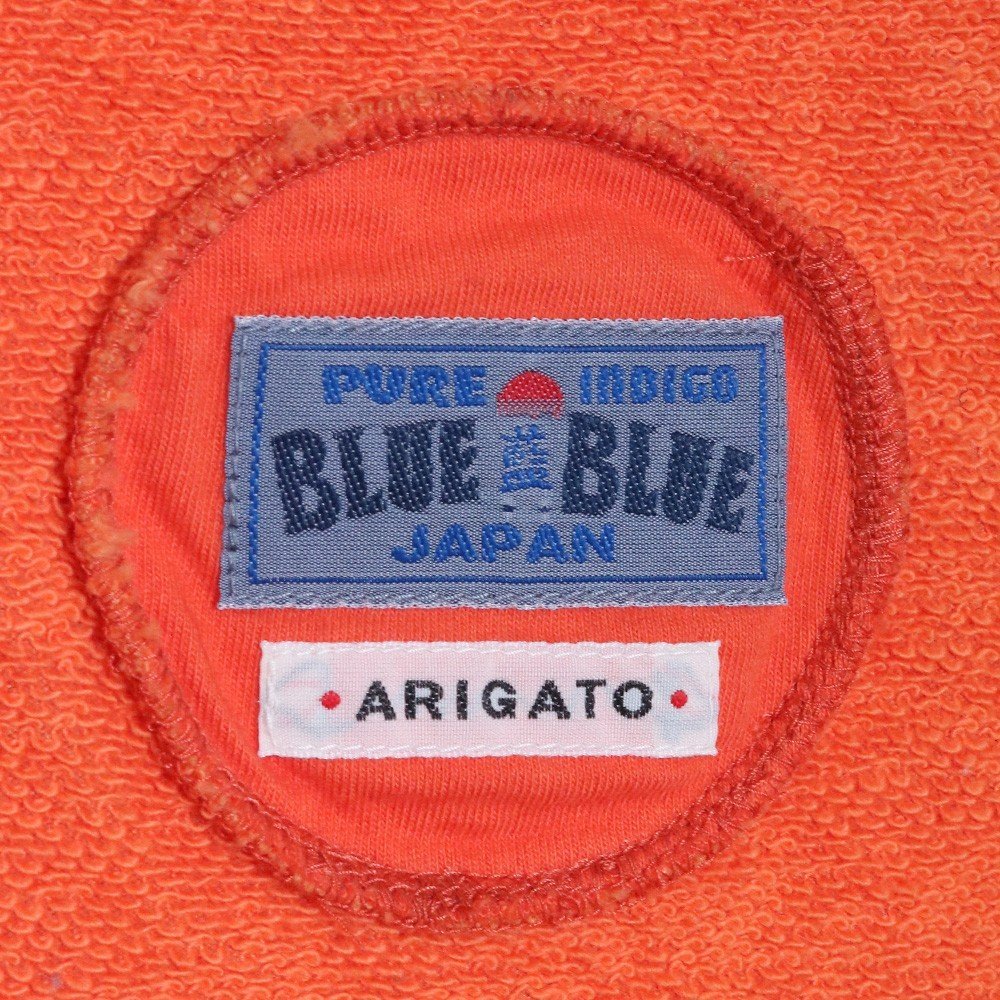 PURE INDIGO
BLUE 藍 BLUE
JAPAN
• ARIGATO •